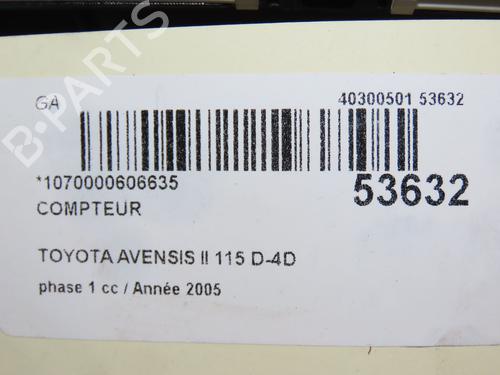 GA 40300501 53632
*1070000606635 53632
COMPTEUR
TOYOTA AVENSIS II 115 D-4D
phase 1 cc / Année 2005
B-PARTS